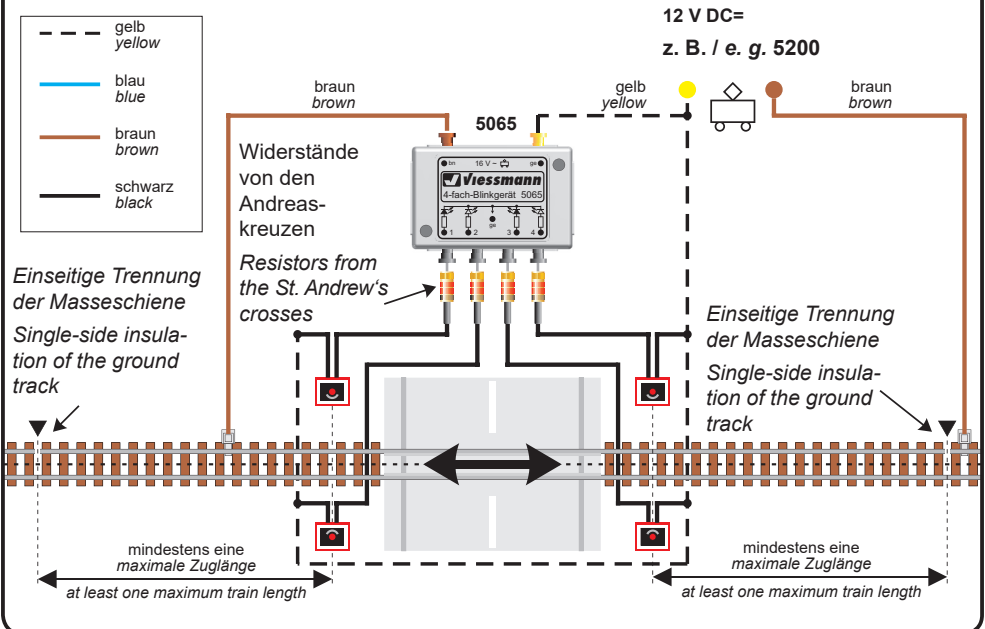 gelb
yellow
blau
blue
braun
brown
schwarz
black
12 V DC=
z. B. / e. g. 5200
braun
brown
gelb
yellow
braun
brown
5065
Widerstände
von den
Andreas-
kreuzen
Resistors from
the St. Andrew‘s
crosses
bn 16 V ~ ge
Viessmann
4-fach-Blinkgerät 5065
ge
1 2 3 4
Einseitige Trennung
der Masseschiene
Single-side insula-
tion of the ground
track
Einseitige Trennung
der Masseschiene
Single-side insula-
tion of the ground
track
mindestens eine
maximale Zuglänge
at least one maximum train length
mindestens eine
maximale Zuglänge
at least one maximum train length